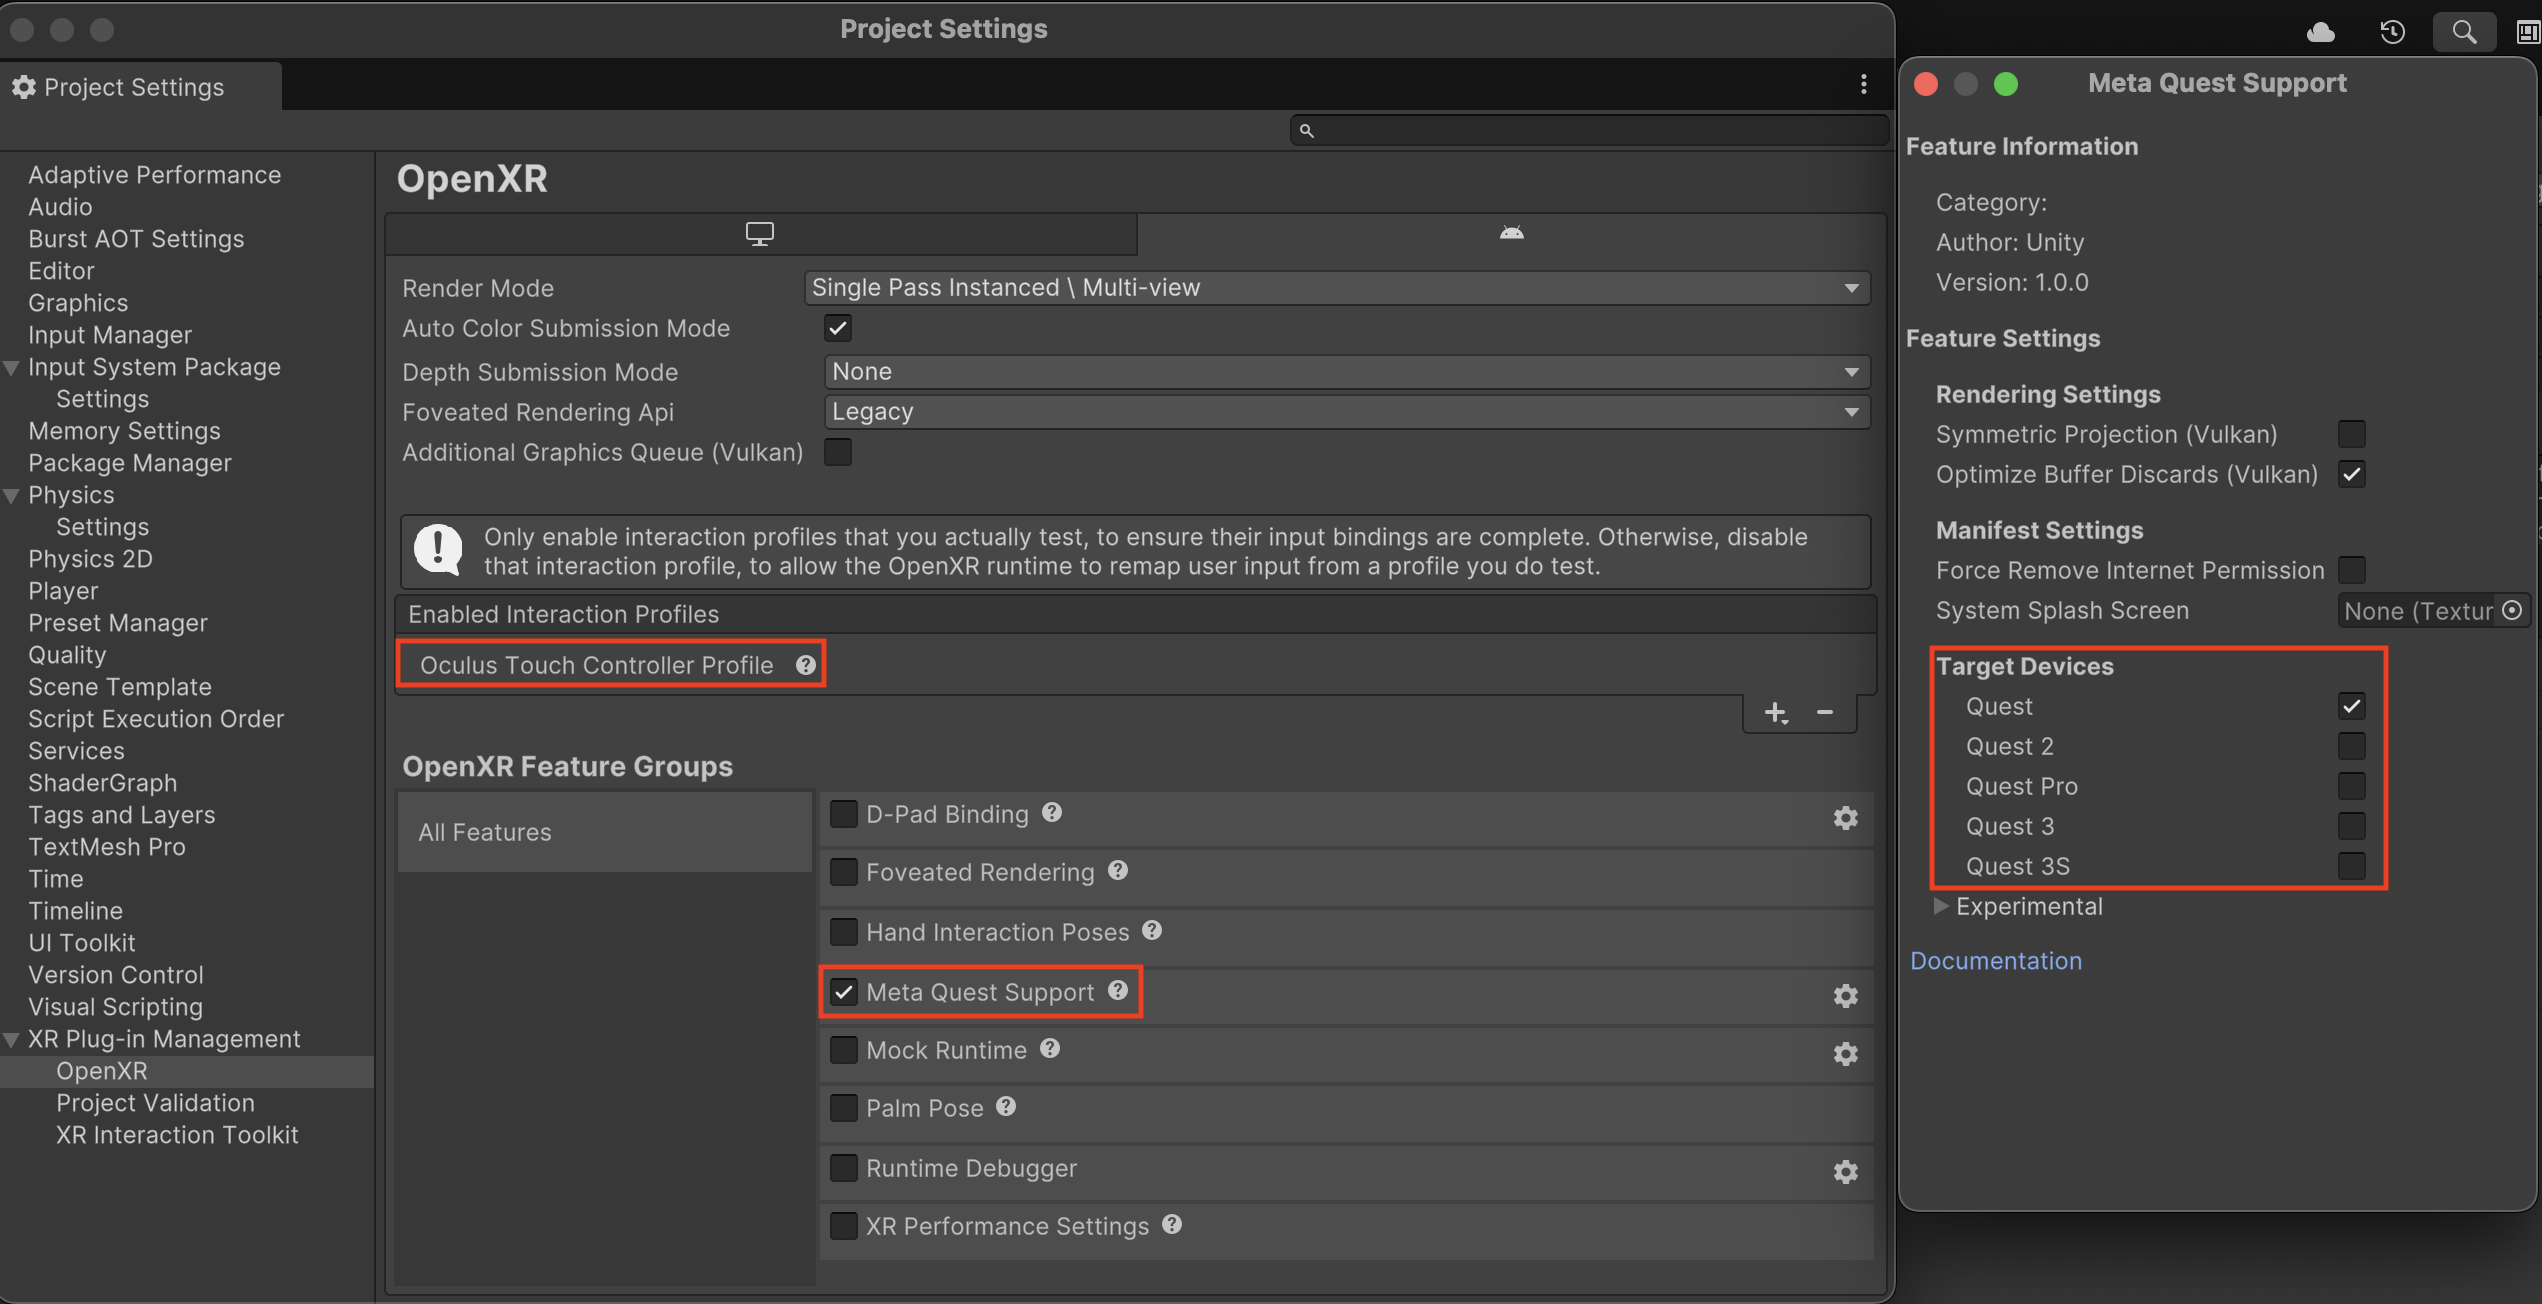 Project Settings
Project Settings
Adaptive Performance
Audio
Burst AOT Settings
Editor
Graphics
Input Manager
Input System Package
Settings
Memory Settings
Package Manager
Physics
Settings
Physics 2D
Player
Preset Manager
Quality
Scene Template
Script Execution Order
Services
ShaderGraph
Tags and Layers
TextMesh Pro
Time
Timeline
UI Toolkit
Version Control
Visual Scripting
XR Plug-in Management
OpenXR
Project Validation
XR Interaction Toolkit
OpenXR
Render Mode Single Pass Instanced \ Multi-view
Auto Color Submission Mode
Depth Submission Mode None
Foveated Rendering Api Legacy
Additional Graphics Queue (Vulkan)
Only enable interaction profiles that you actually test, to ensure their input bindings are complete. Otherwise, disable
that interaction profile, to allow the OpenXR runtime to remap user input from a profile you do test.
Enabled Interaction Profiles
Oculus Touch Controller Profile
OpenXR Feature Groups
All Features
D-Pad Binding
Foveated Rendering
Hand Interaction Poses
Meta Quest Support
Mock Runtime
Palm Pose
Runtime Debugger
XR Performance Settings
Meta Quest Support
Feature Information
Category:
Author: Unity
Version: 1.0.0
Feature Settings
Rendering Settings
Symmetric Projection (Vulkan)
Optimize Buffer Discards (Vulkan)
Manifest Settings
Force Remove Internet Permission
System Splash Screen None (Textur
Target Devices
Quest
Quest 2
Quest Pro
Quest 3
Quest 3S
Experimental
Documentation